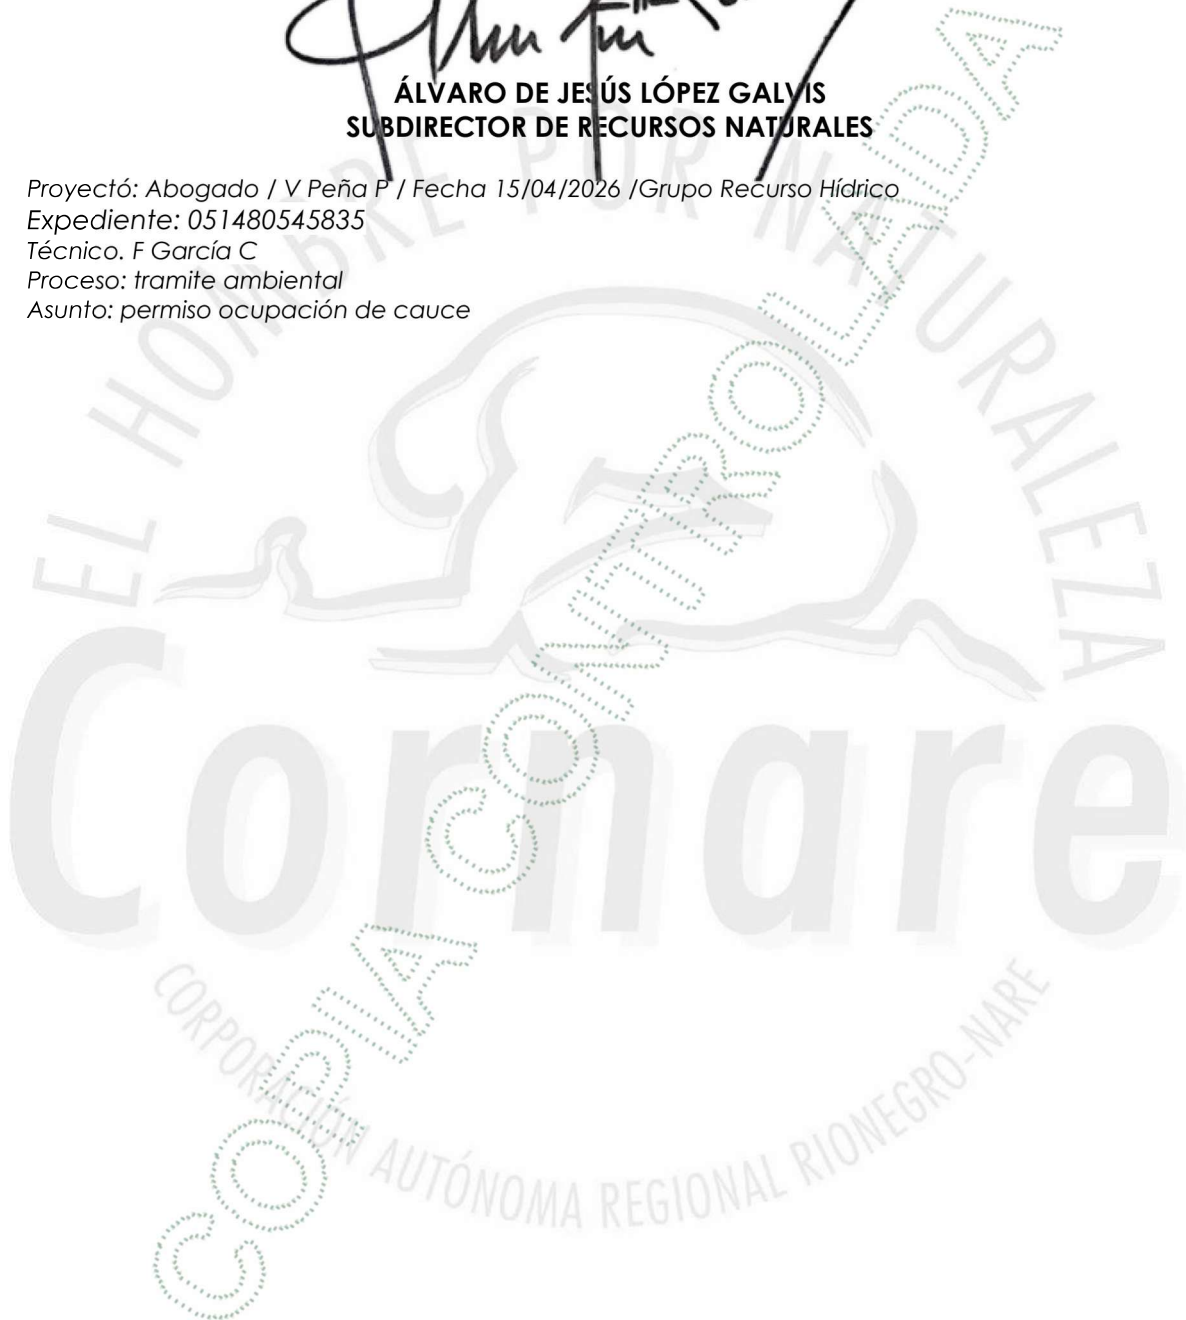 ÁLVARO DE JESÚS LÓPEZ GALVIS
SUBDIRECTOR DE RECURSOS NATURALES
Proyectó: Abogado / V Peña P / Fecha 15/04/2026 /Grupo Recurso Hídrico
Expediente: 051480545835
Técnico. F García C
Proceso: tramite ambiental
Asunto: permiso ocupación de cauce
EL HOMBRE POR NATURALEZA
Cornare
CORPORACIÓN AUTÓNOMA REGIONAL RIONEGRO-NARE
COPIA CONTROLADA